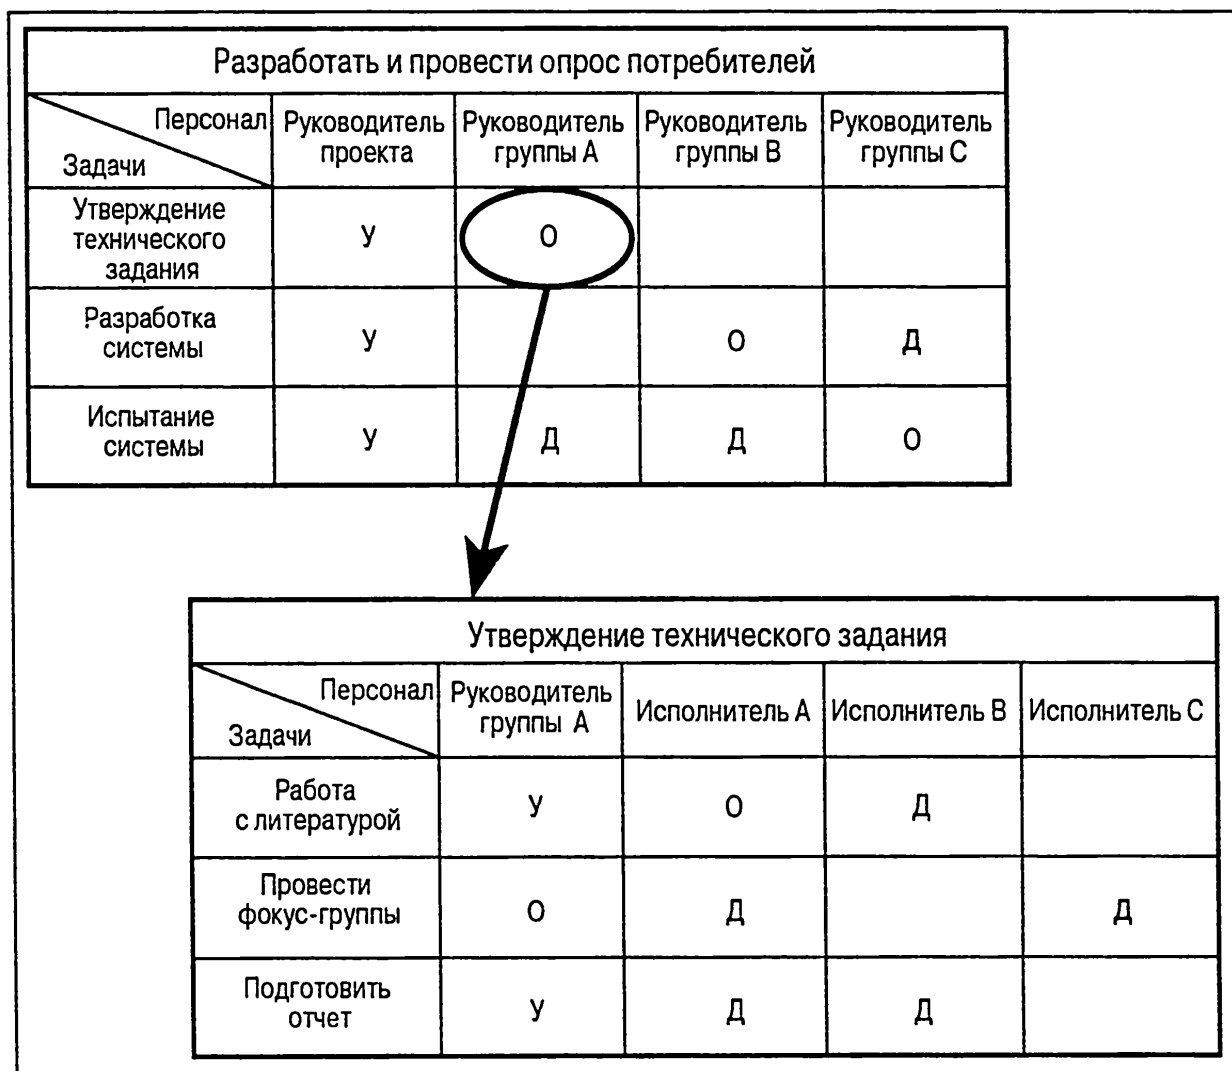 Разработать и провести опрос потребителей
Персонал
Задачи
Руководитель
проекта
Руководитель
группы А
Руководитель
группы В
Руководитель
группы С
Утверждение
технического
задания
У
О
Разработка
системы
У
О
Д
Испытание
системы
У
Д
Д
О
Утверждение технического задания
Персонал
Задачи
Руководитель
группы А
Исполнитель А
Исполнитель В
Исполнитель С
Работа
с литературой
У
О
Д
Провести
фокус-группы
О
Д
Д
Подготовить
отчет
У
Д
Д